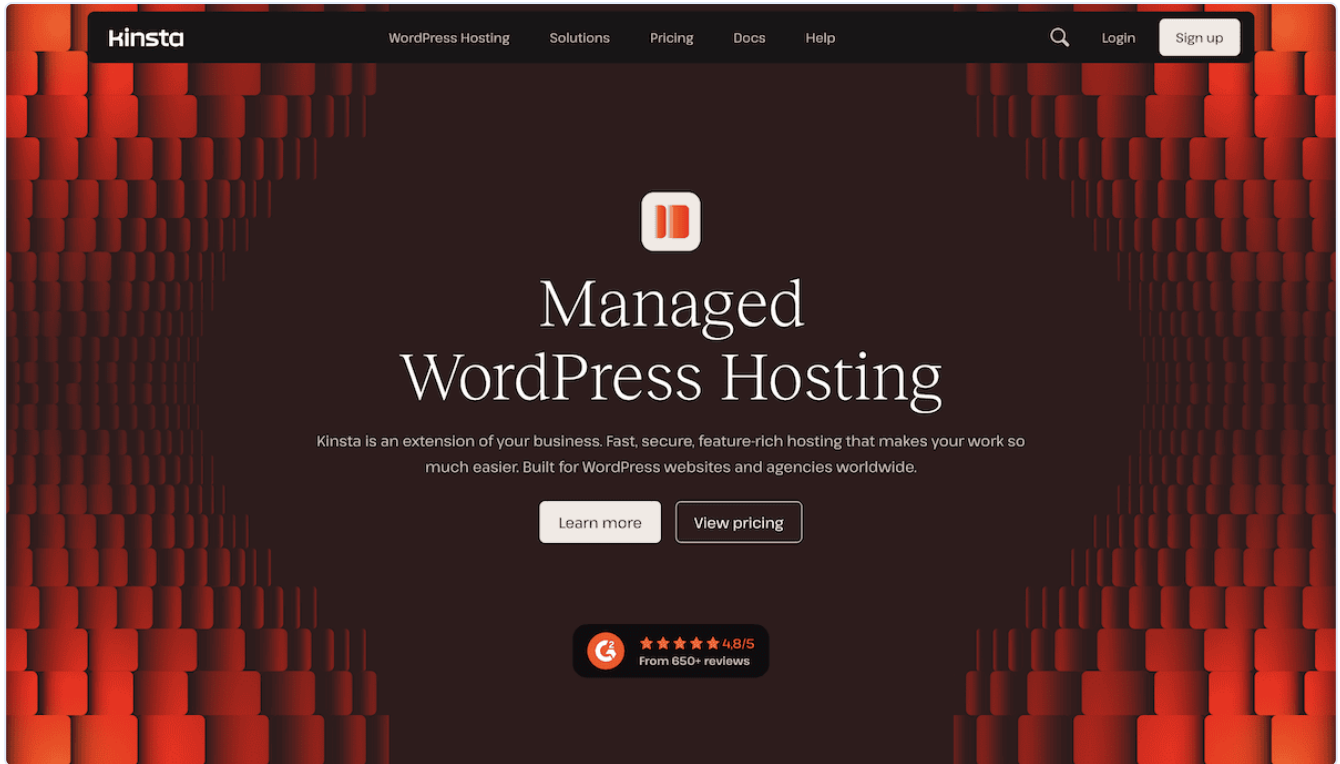 Kinsta
WordPress Hosting Solutions Pricing Docs Help Login Sign up
Managed
WordPress Hosting
Kinsta is an extension of your business. Fast, secure, feature-rich hosting that makes your work so
much easier. Built for WordPress websites and agencies worldwide.
Learn more View pricing
G2 4,8/5
From 650+ reviews